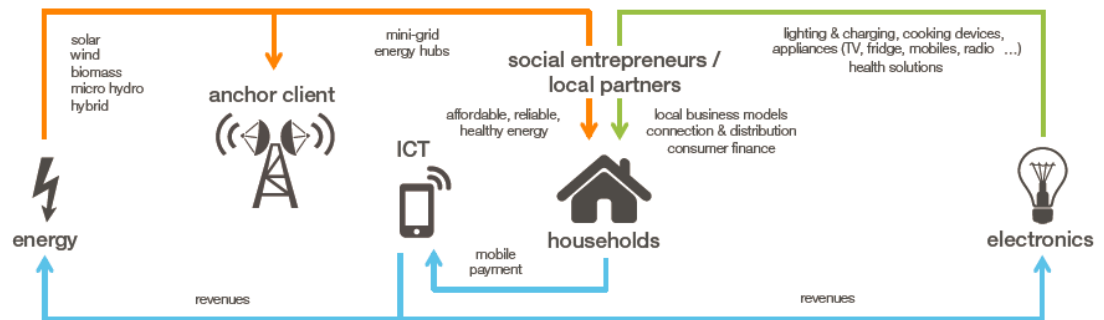 solar
wind
biomass
micro hydro
hybrid
anchor client
mini-grid
energy hubs
social entrepreneurs /
local partners
lighting & charging, cooking devices,
appliances (TV, fridge, mobiles, radio ...)
health solutions
affordable, reliable,
healthy energy
local business models
connection & distribution
consumer finance
ICT
energy
households
electronics
mobile
payment
revenues
revenues